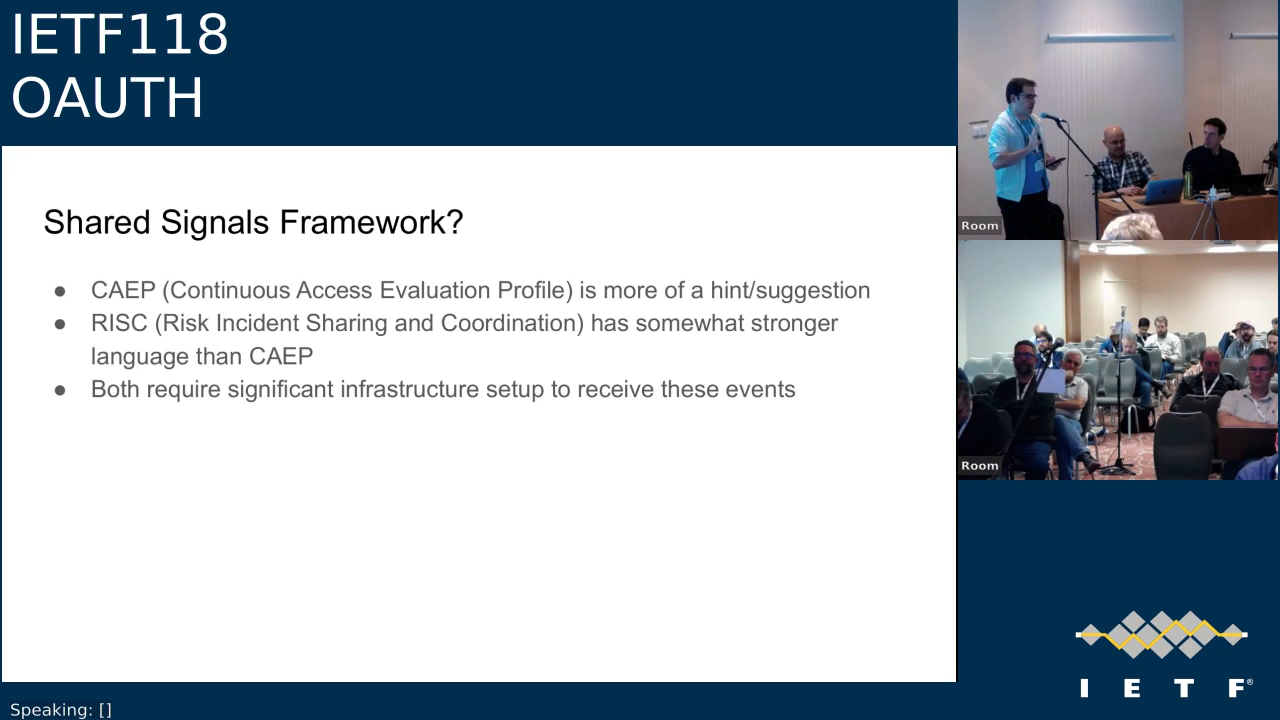 IETF118
OAUTH
Shared Signals Framework?
● CAEP (Continuous Access Evaluation Profile) is more of a hint/suggestion
● RISC (Risk Incident Sharing and Coordination) has somewhat stronger
language than CAEP
● Both require significant infrastructure setup to receive these events
Room
Room
I E T F®
Speaking: []